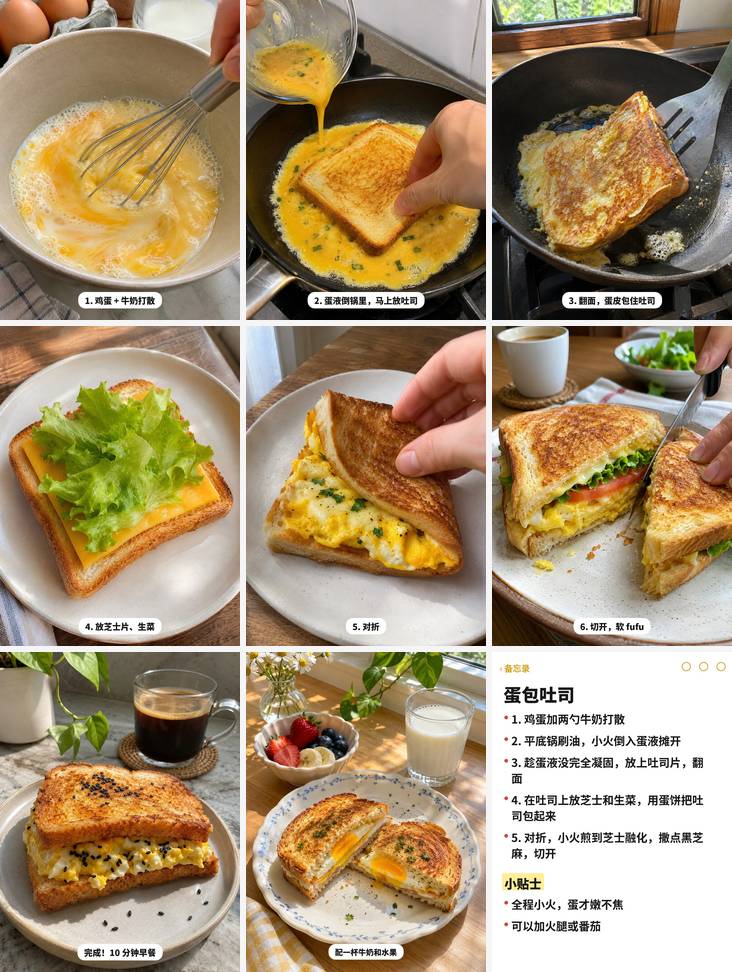 1. 鸡蛋 + 牛奶打散
2. 蛋液倒锅里，马上放吐司
3. 翻面，蛋皮包住吐司
4. 放芝士片、生菜
5. 对折
6. 切开，软 fufu
完成！10 分钟早餐
配一杯牛奶和水果
‹ 备忘录
蛋包吐司
• 1. 鸡蛋加两勺牛奶打散
• 2. 平底锅刷油，小火倒入蛋液摊开
• 3. 趁蛋液没完全凝固，放上吐司片，翻
面
• 4. 在吐司上放芝士和生菜，用蛋饼把吐
司包起来
• 5. 对折，小火煎到芝士融化，撒点黑芝
麻，切开
小贴士
• 全程小火，蛋才嫩不焦
• 可以加火腿或番茄